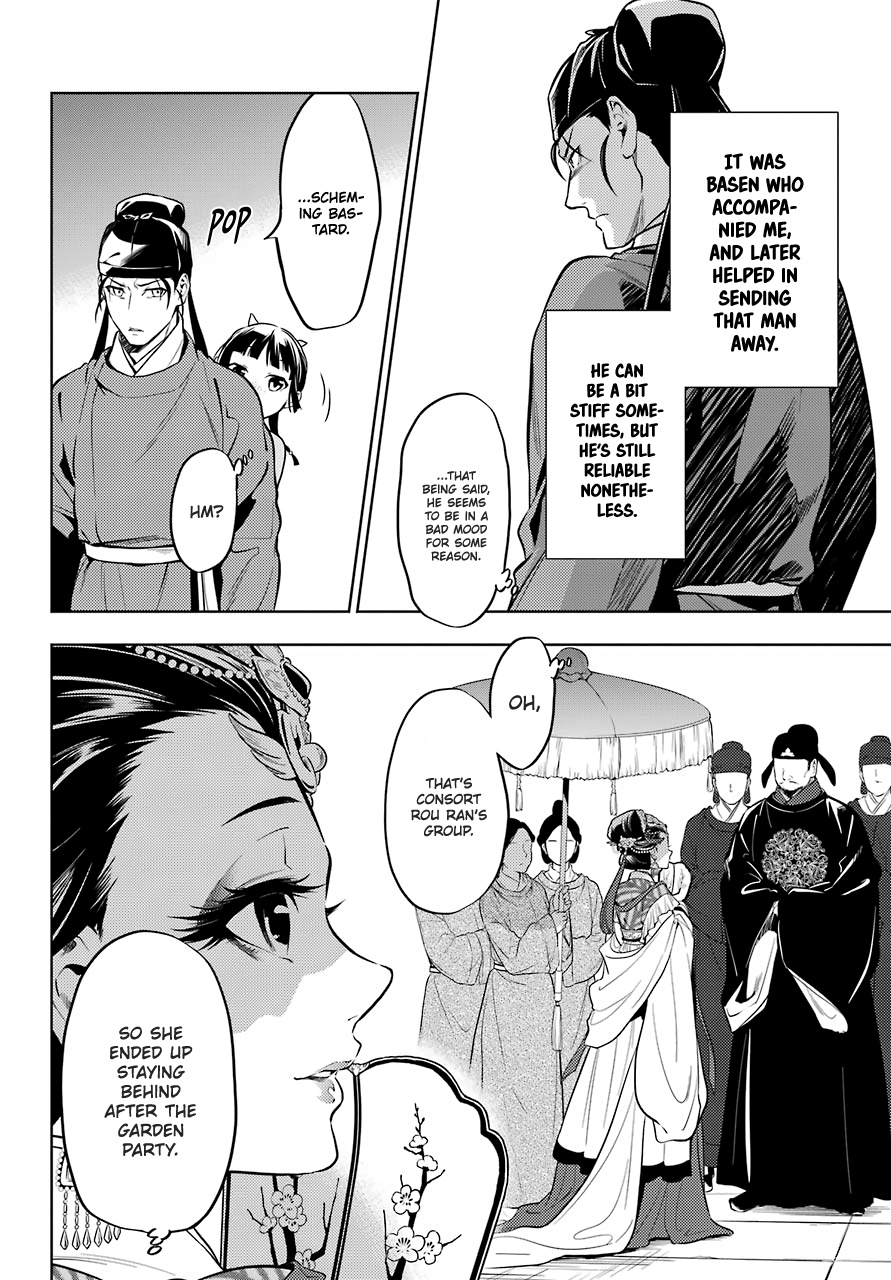 IT WAS
BASEN WHO
ACCOMPA-
NIED ME,
AND LATER
HELPED IN
SENDING
THAT MAN
AWAY.
HE CAN
BE A BIT
STIFF SOME-
TIMES, BUT
HE'S STILL
RELIABLE
NONETHE-
LESS.
...THAT
BEING SAID,
HE SEEMS
TO BE IN A
BAD MOOD
FOR SOME
REASON.
...SCHEM-
ING BAS-
TARD.
POP
HM?
OH,
THAT'S
CONSORT
ROU RAN'S
GROUP.
SO SHE
ENDED UP
STAYING
BEHIND
AFTER THE
GARDEN
PARTY.